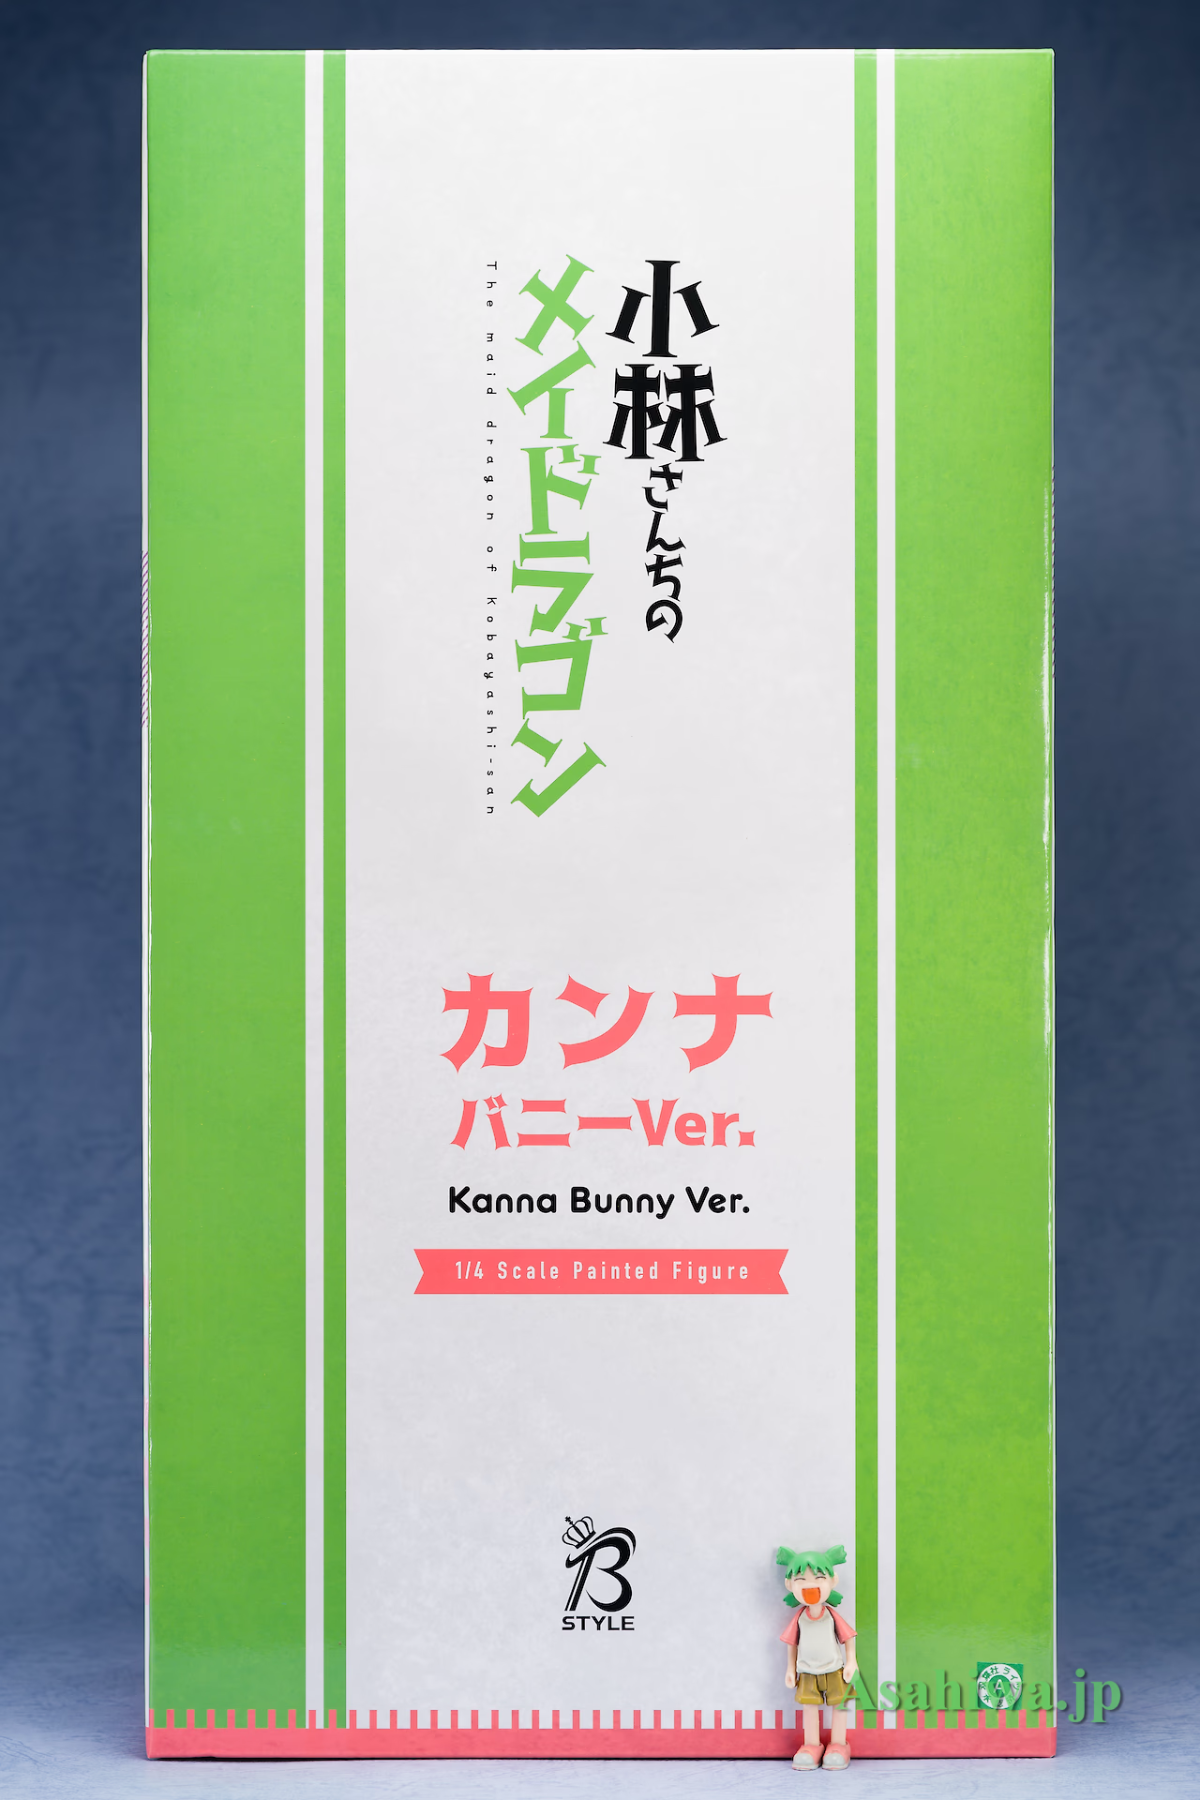 小林さんちの
メイドラゴン
The maid dragon of Kobayashi-san
カンナ
バニーVer.
Kanna Bunny Ver.
1/4 Scale Painted Figure
B
STYLE
Asahiwa.jp